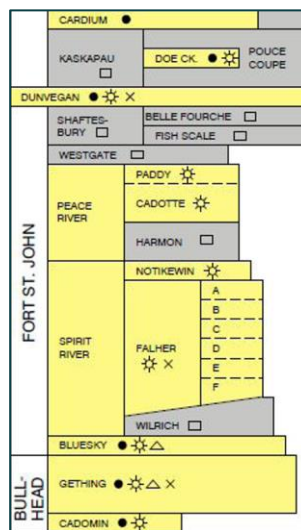 CARDIUM
KASKAPAU
DOE CK.
POUCE
COUPE
DUNVEGAN
SHAFTES-
BURY
BELLE FOURCHE
FISH SCALE
WESTGATE
FORT ST. JOHN
PEACE
RIVER
PADDY
CADOTTE
HARMON
SPIRIT
RIVER
NOTIKEWIN
FALHER
A
B
C
D
E
F
WILRICH
BLUESKY
BULL-
HEAD
GETHING
CADOMIN